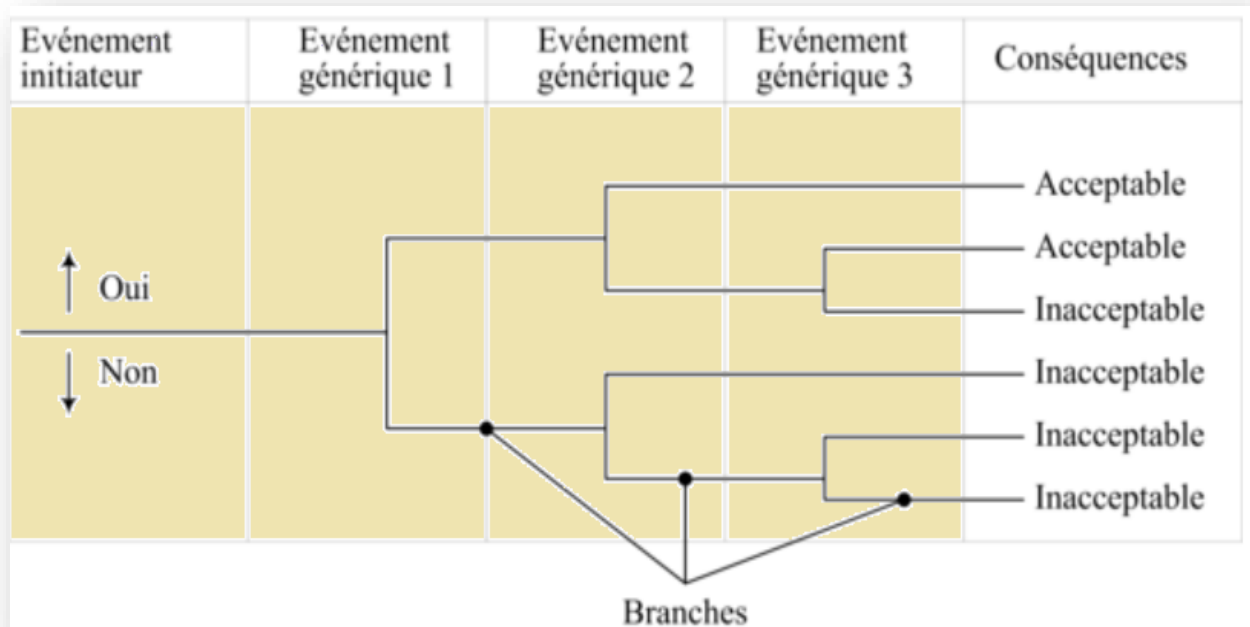 Evénement
initiateur
Evénement
générique 1
Evénement
générique 2
Evénement
générique 3
Conséquences
Acceptable
Acceptable
Oui
Inacceptable
Non
Inacceptable
Inacceptable
Inacceptable
Branches